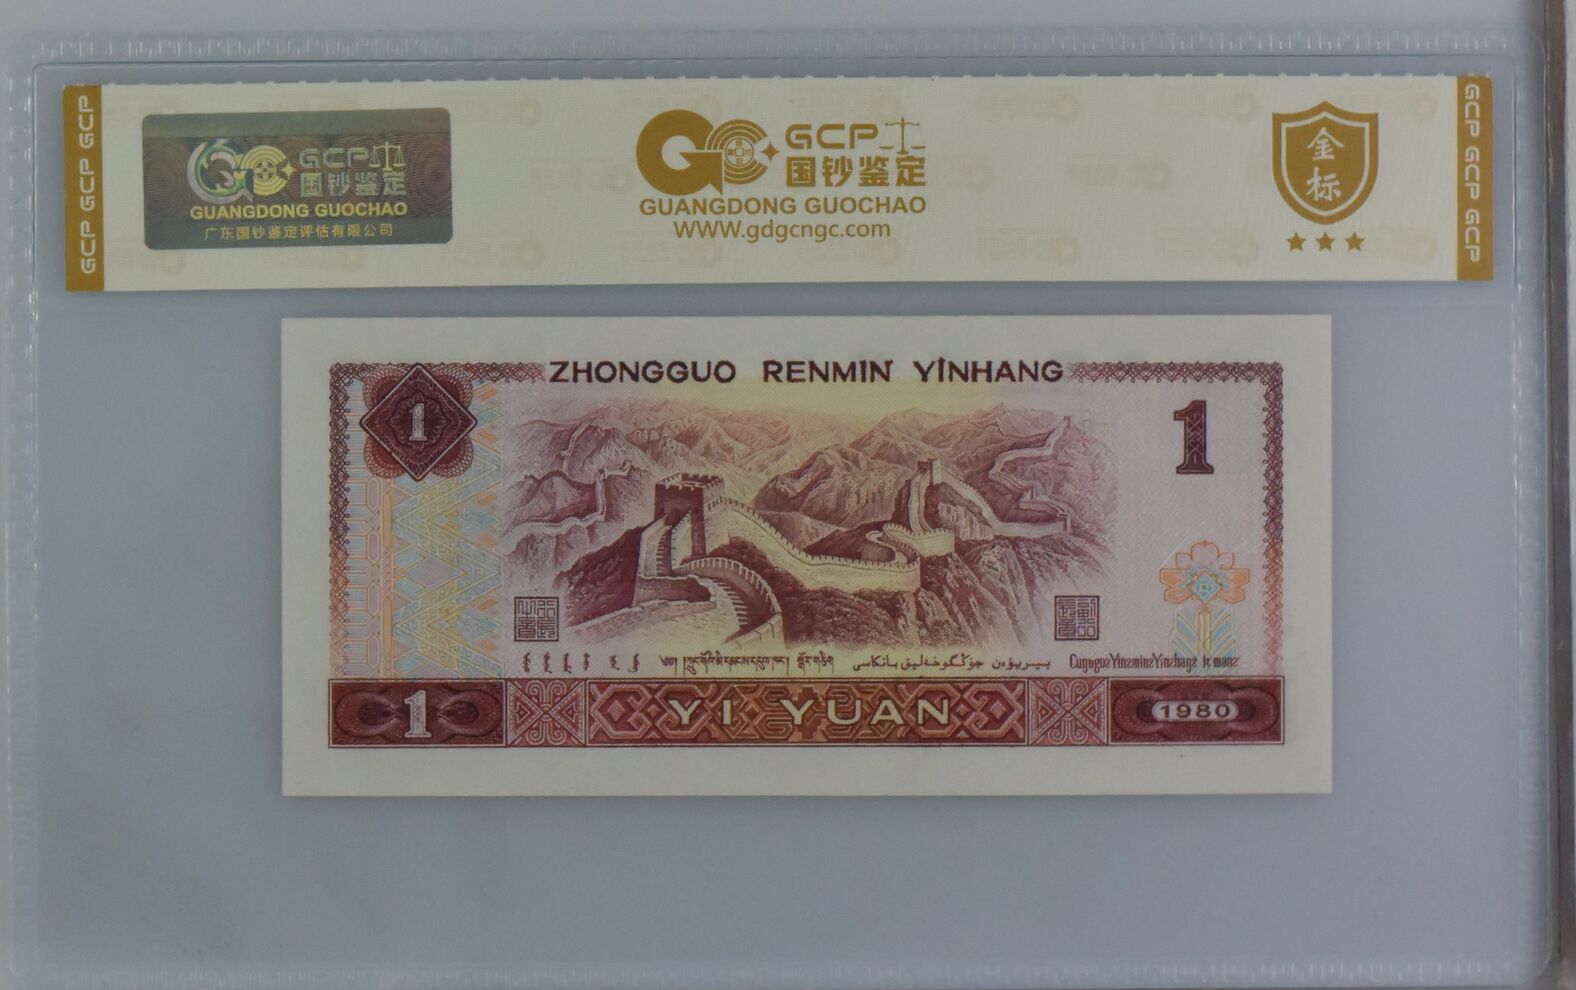 GCP GCP GCP
GCP
国钞鉴定
GUANGDONG GUOCHAO
广东国钞鉴定评估有限公司
GCP
国钞鉴定
GUANGDONG GUOCHAO
WWW.gdgcngc.com
金
标
GCP GCP GCP
ZHONGGUO RENMIN YINHANG
1
1
1
YI YUAN
1980